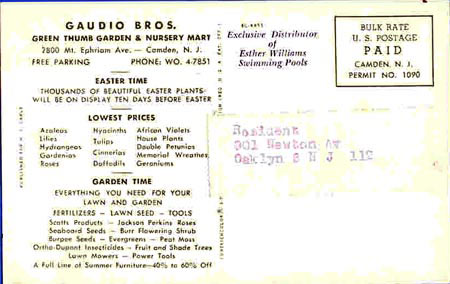 GAUDIO BROS.
GREEN THUMB GARDEN & NURSERY MART
2800 Mt. Ephriam Ave. — Camden, N. J.
FREE PARKING PHONE: WO. 4-7851
EASTER TIME
THOUSANDS OF BEAUTIFUL EASTER PLANTS
WILL BE ON DISPLAY TEN DAYS BEFORE EASTER
LOWEST PRICES
Azaleas Hyacinths African Violets
Lilies Tulips House Plants
Hydrangeas Double Petunias
Gardenias Cinnerarias Memorial Wreathes
Roses Daffodils Geraniums
GARDEN TIME
EVERYTHING YOU NEED FOR YOUR
LAWN AND GARDEN
FERTILIZERS — LAWN SEED — TOOLS
Scotts Products — Jackson Perkins Roses
Seaboard Seeds — Burr Flowering Shrub
Burpee Seeds — Evergreens — Peat Moss
Ortho-Dupont Insecticides — Fruit and Shade Trees
Lawn Mowers — Power Tools
A Full Line of Summer Furniture—40% to 60% Off
Exclusive Distributor
of
Esther Williams
Swimming Pools
BULK RATE
U. S. POSTAGE
PAID
CAMDEN, N. J.
PERMIT NO. 1090
Resident
901 Newton Av
Oaklyn 6 N J 112